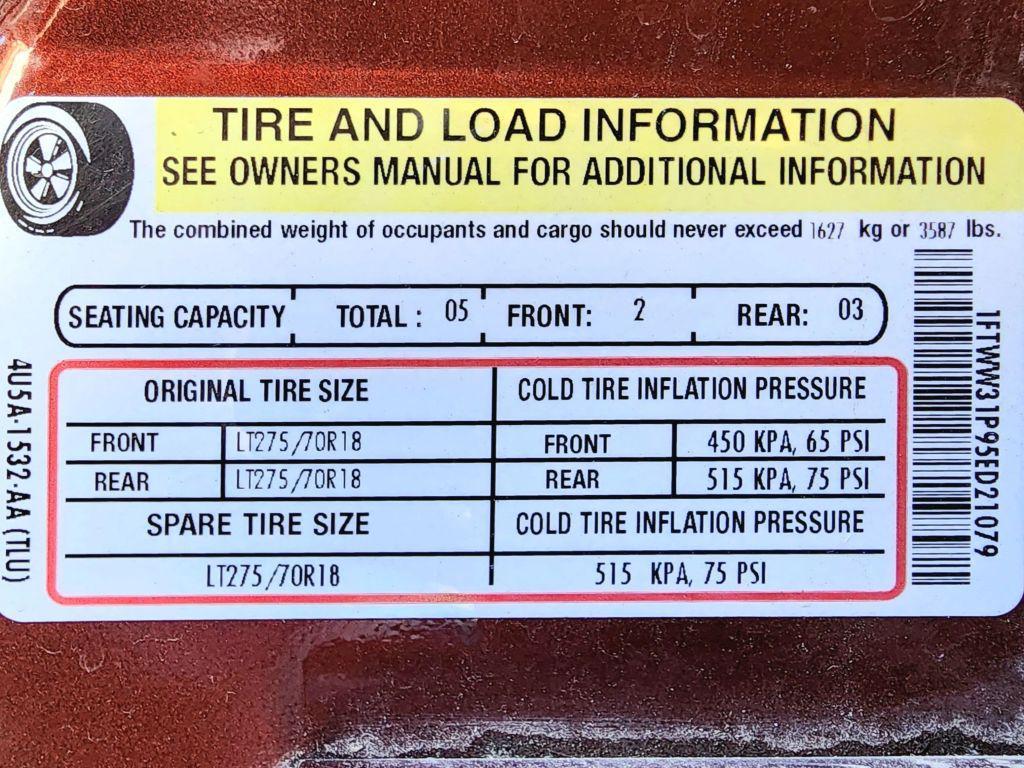 TIRE AND LOAD INFORMATION
SEE OWNERS MANUAL FOR ADDITIONAL INFORMATION
The combined weight of occupants and cargo should never exceed 1627 kg or 3587 lbs.
SEATING CAPACITY TOTAL : 05 FRONT: 2 REAR: 03
ORIGINAL TIRE SIZE COLD TIRE INFLATION PRESSURE
FRONT LT275/70R18 FRONT 450 KPA, 65 PSI
REAR LT275/70R18 REAR 515 KPA, 75 PSI
SPARE TIRE SIZE COLD TIRE INFLATION PRESSURE
LT275/70R18 515 KPA, 75 PSI
4U5A-1532-AA (TLU)
1FTWW31P95ED21079